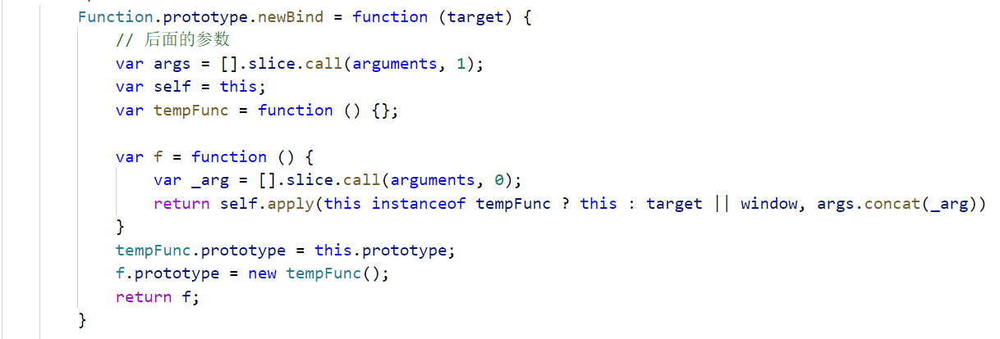 Function.prototype.newBind = function (target) {
// 后面的参数
var args = [].slice.call(arguments, 1);
var self = this;
var tempFunc = function () {};
var f = function () {
var _arg = [].slice.call(arguments, 0);
return self.apply(this instanceof tempFunc ? this : target || window, args.concat(_arg))
}
tempFunc.prototype = this.prototype;
f.prototype = new tempFunc();
return f;
}